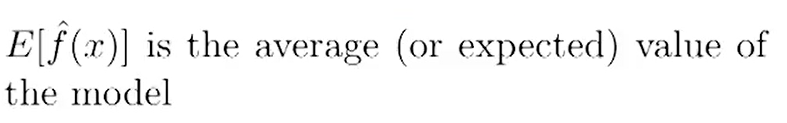 E[f̂(x)] is the average (or expected) value of
the model